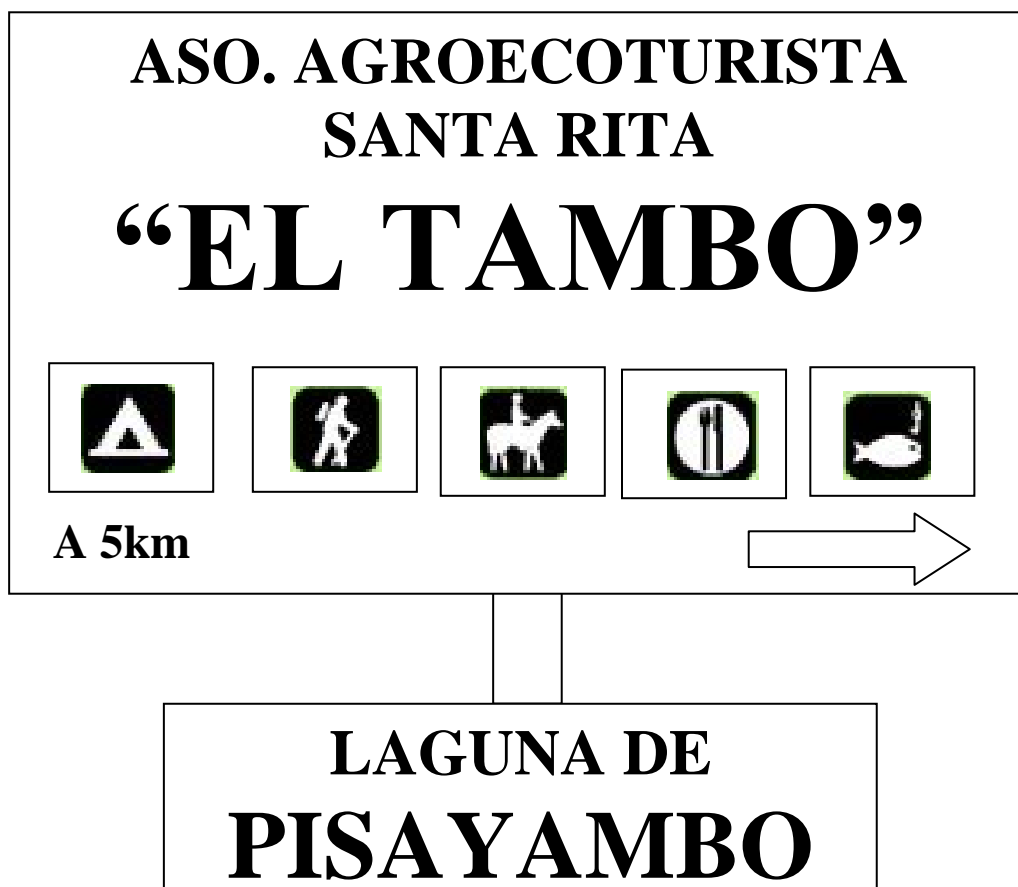 ASO. AGROECOTURISTA
SANTA RITA
“EL TAMBO”
A 5km
LAGUNA DE
PISAYAMBO